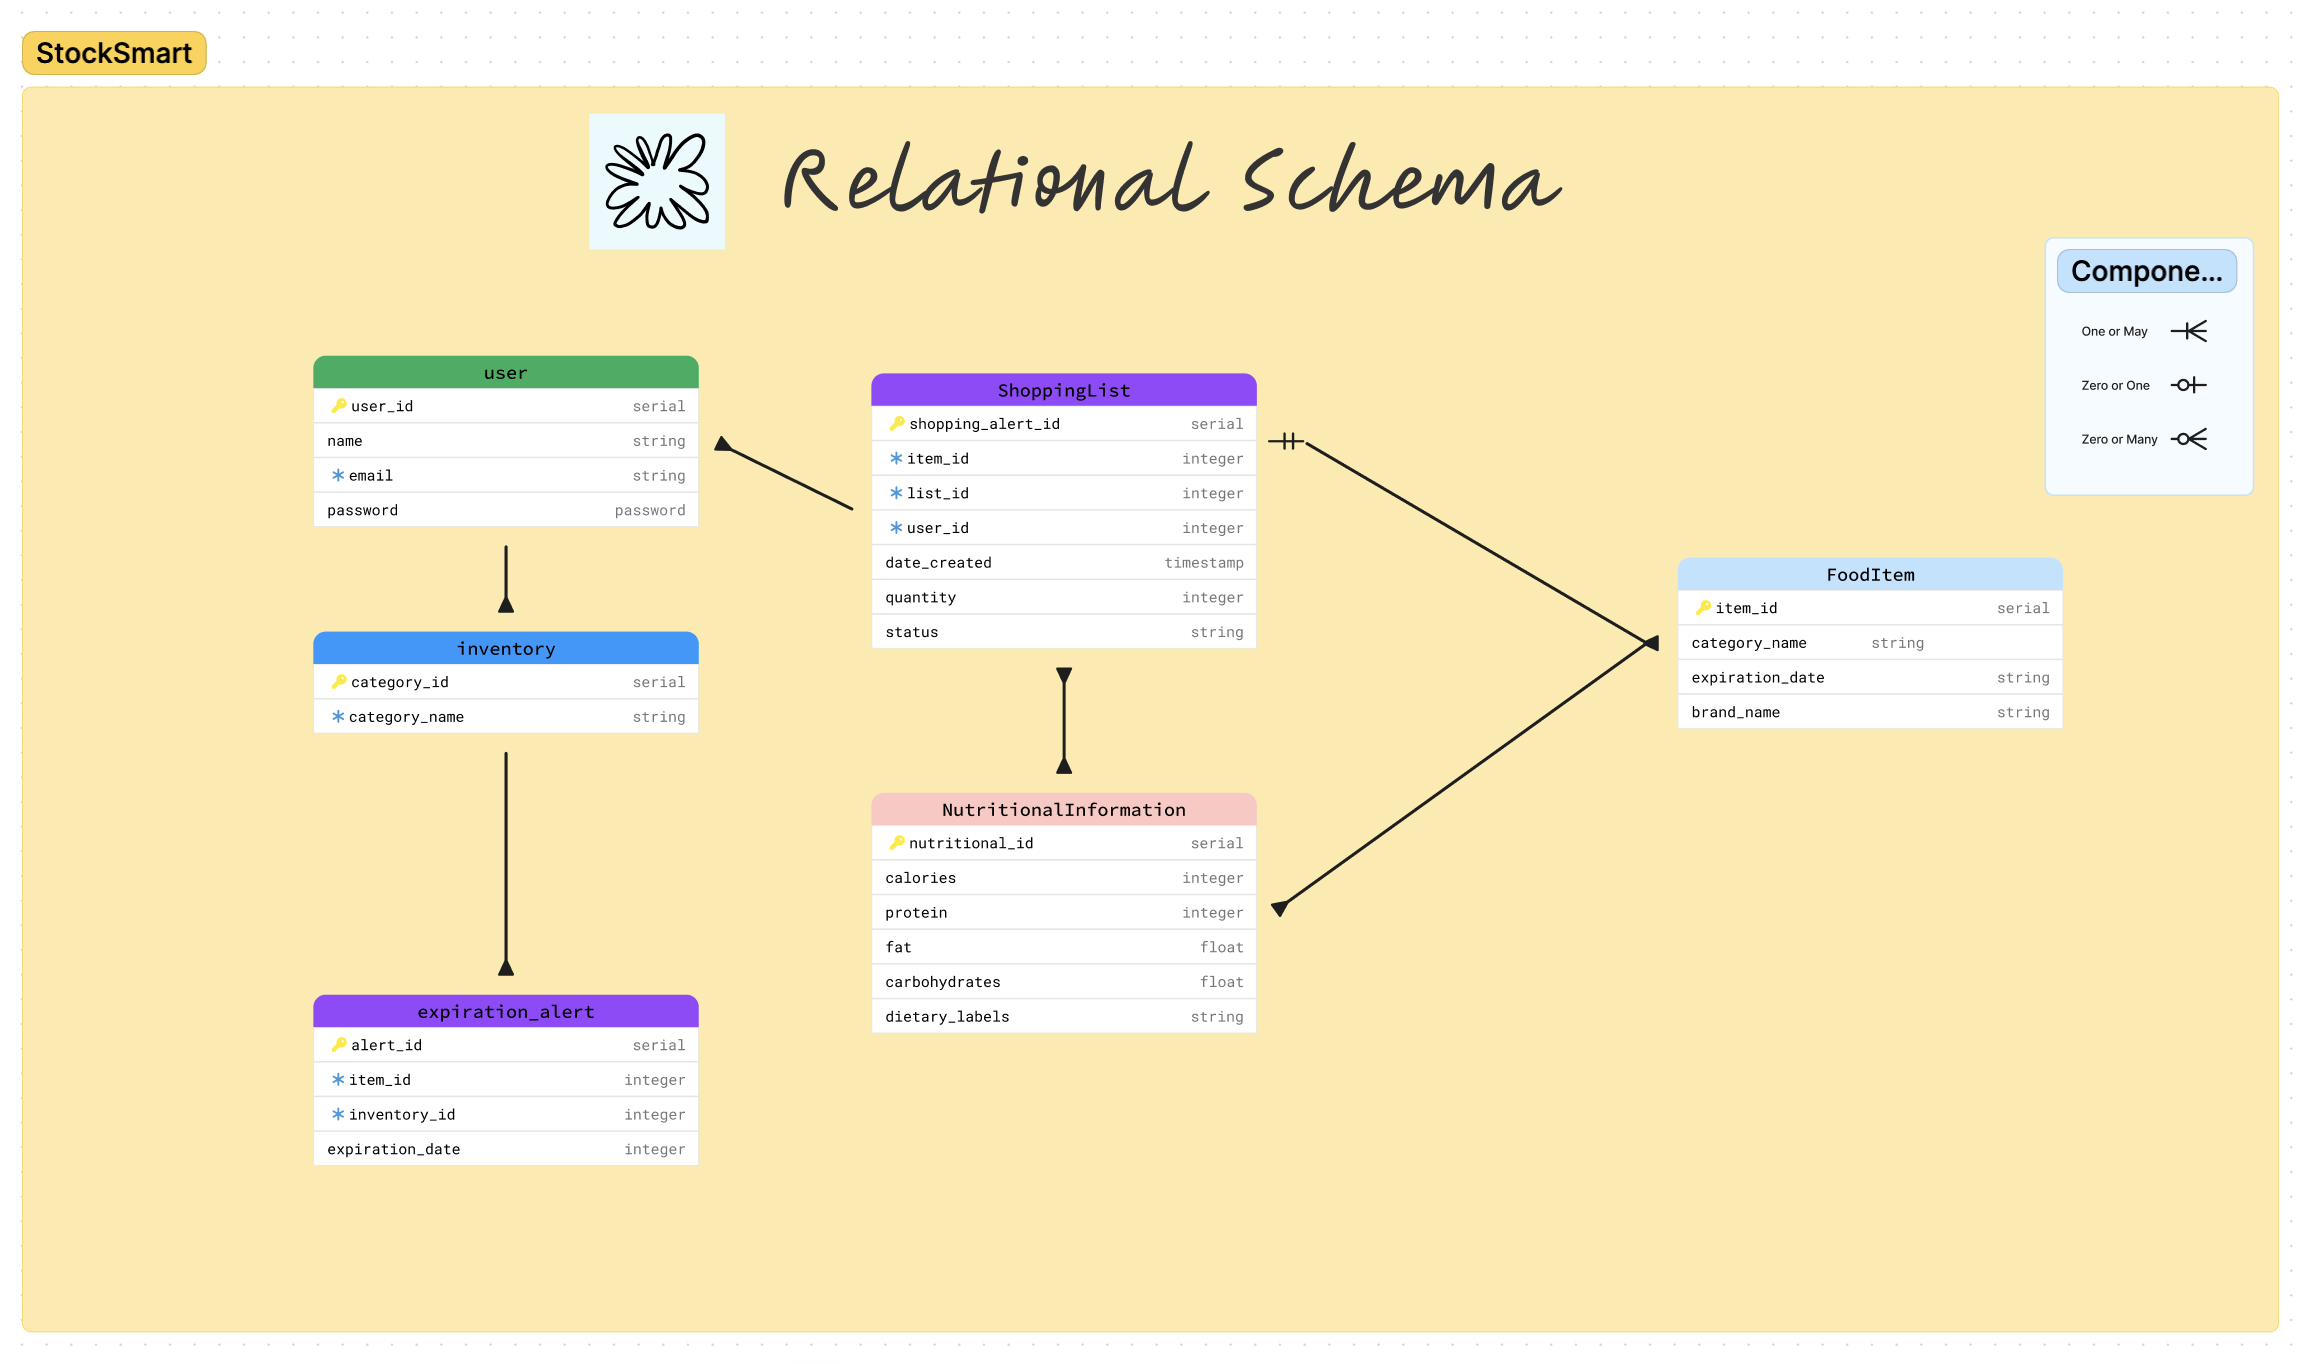 StockSmart
Relational Schema
Compone...
One or May
Zero or One
Zero or Many
user
user_id serial
name string
email string
password password
inventory
category_id serial
category_name string
expiration_alert
alert_id serial
item_id integer
inventory_id integer
expiration_date integer
ShoppingList
shopping_alert_id serial
item_id integer
list_id integer
user_id integer
date_created timestamp
quantity integer
status string
NutritionalInformation
nutritional_id serial
calories integer
protein integer
fat float
carbohydrates float
dietary_labels string
FoodItem
item_id serial
category_name string
expiration_date string
brand_name string